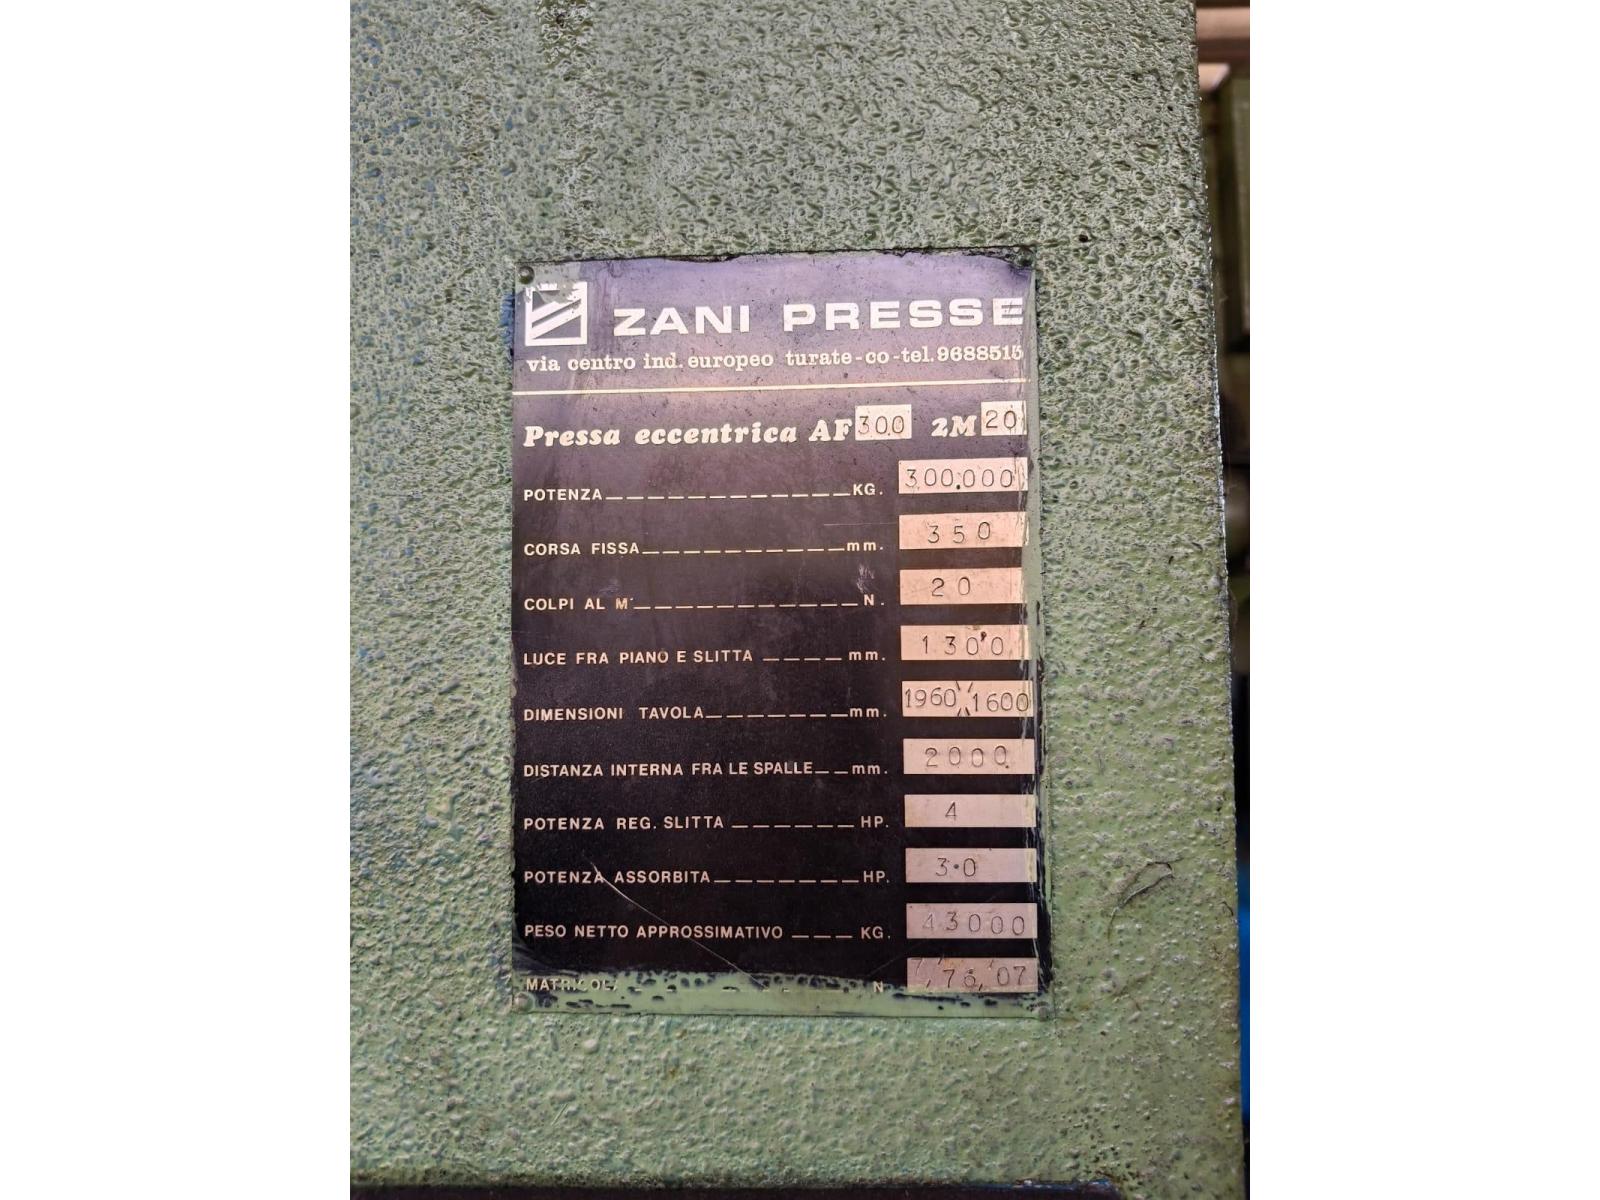 ZANI PRESSE
via centro ind. europeo turate-co-tel.9688515
Pressa eccentrica AF 300 2M 20
POTENZA KG. 300.000
CORSA FISSA mm. 350
COLPI AL M' N. 20
LUCE FRA PIANO E SLITTA mm. 1300
DIMENSIONI TAVOLA mm. 1960 X 1600
DISTANZA INTERNA FRA LE SPALLE mm. 2000
POTENZA REG. SLITTA HP. 4
POTENZA ASSORBITA HP. 30
PESO NETTO APPROSSIMATIVO KG. 43000
MATRICOLA N